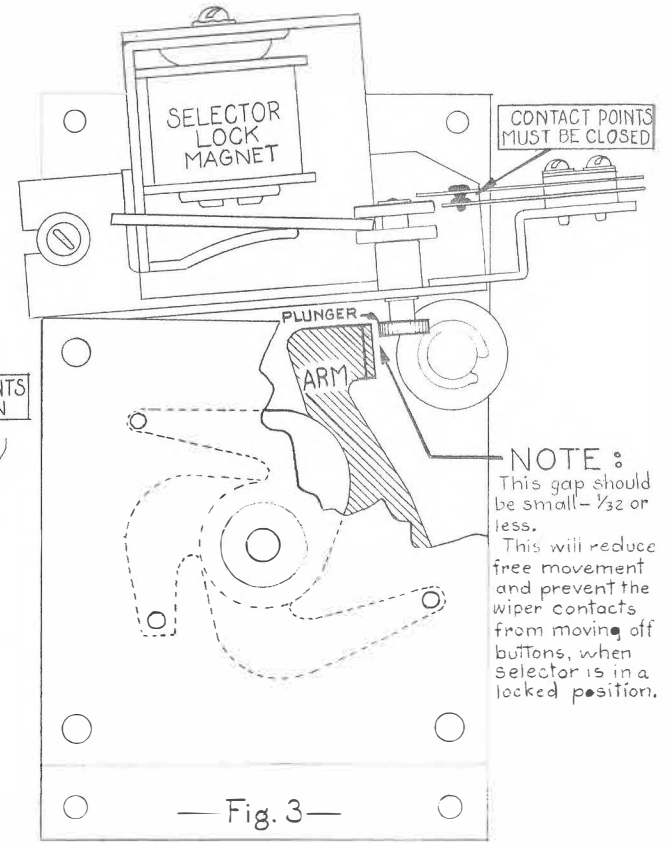 SELECTOR
LOCK
MAGNET
CONTACT POINTS
MUST BE CLOSED
PLUNGER
ARM
NTS
N
NOTE:
This gap should
be small - 1/32 or
less.
This will reduce
free movement
and prevent the
wiper contacts
from moving off
buttons, when
selector is in a
locked position.
— Fig. 3 —